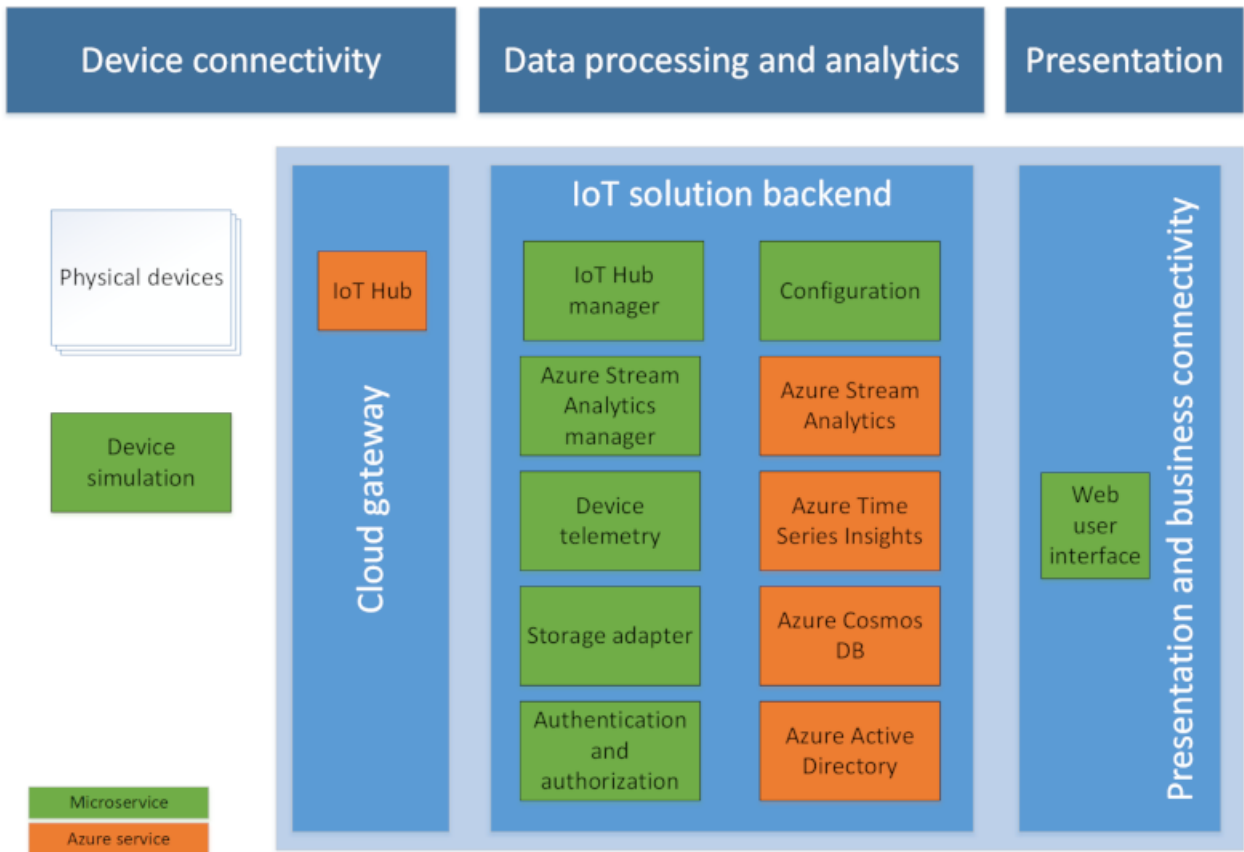 Device connectivity
Data processing and analytics
Presentation
Physical devices
Device
simulation
IoT Hub
Cloud gateway
IoT solution backend
IoT Hub
manager
Configuration
Azure Stream
Analytics
manager
Azure Stream
Analytics
Device
telemetry
Azure Time
Series Insights
Storage adapter
Azure Cosmos
DB
Authentication
and
authorization
Azure Active
Directory
Web
user
interface
Presentation and business connectivity
Microservice
Azure service